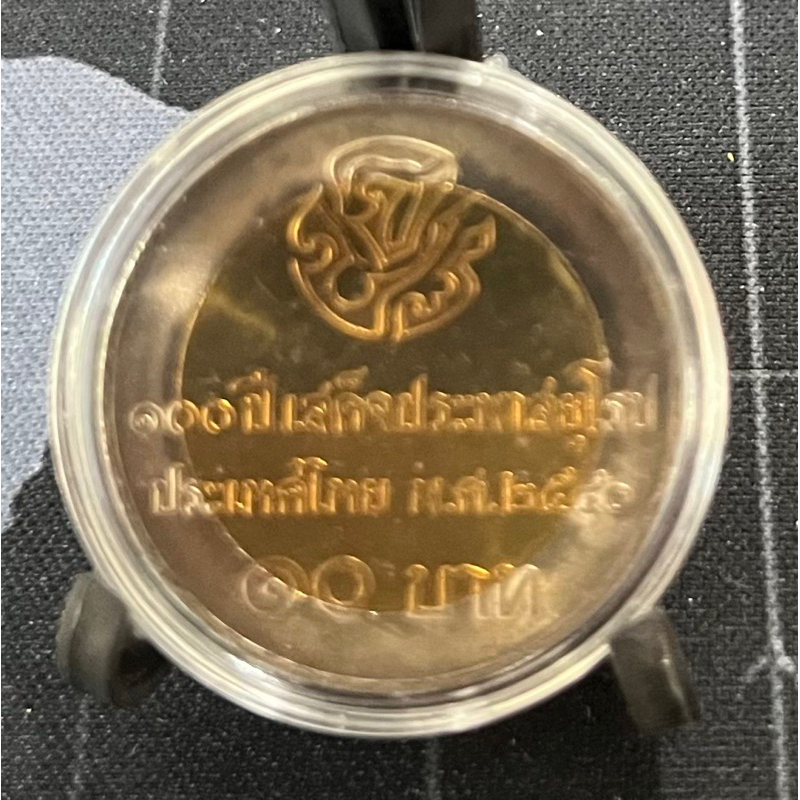 ๑๐๐ ปี เสด็จประพาสยุโรป
ประเทศไทย พ.ศ.๒๕๔๐
๑๐ บาท